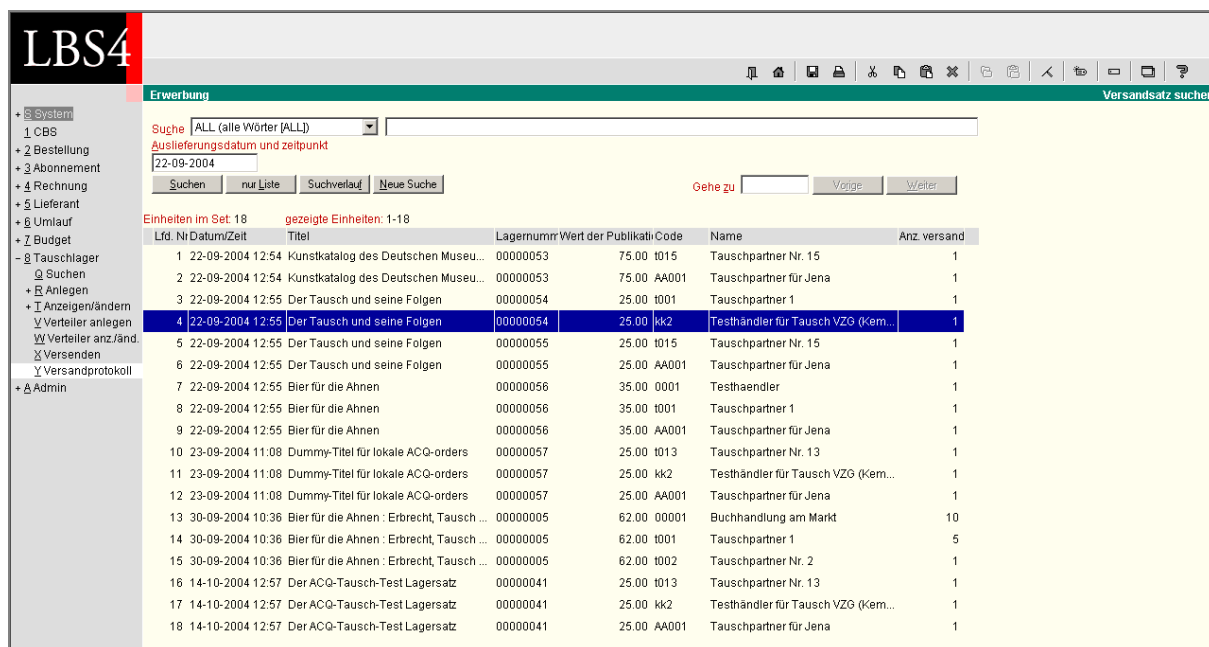 LBS4
Erwerbung Versandsatz sucher
+ S System
1 CBS
+ 2 Bestellung
+ 3 Abonnement
+ 4 Rechnung
+ 5 Lieferant
+ 6 Umlauf
+ 7 Budget
– 8 Tauschlager
Q Suchen
+ R Anlegen
+ T Anzeigen/ändern
V Verteiler anlegen
W Verteiler anz./änd.
X Versenden
Y Versandprotokoll
+ A Admin
Suche ALL (alle Wörter [ALL])
Auslieferungsdatum und zeitpunkt
22-09-2004
Suchen nur Liste Suchverlauf Neue Suche Gehe zu Vorige Weiter
Einheiten im Set: 18 gezeigte Einheiten: 1-18
Lfd. Nr Datum/Zeit Titel Lagernumm Wert der Publikati Code Name Anz. versand
1 22-09-2004 12:54 Kunstkatalog des Deutschen Museu... 00000053 75.00 t015 Tauschpartner Nr. 15 1
2 22-09-2004 12:54 Kunstkatalog des Deutschen Museu... 00000053 75.00 AA001 Tauschpartner für Jena 1
3 22-09-2004 12:55 Der Tausch und seine Folgen 00000054 25.00 t001 Tauschpartner 1 1
4 22-09-2004 12:55 Der Tausch und seine Folgen 00000054 25.00 kk2 Testhändler für Tausch VZG (Kem... 1
5 22-09-2004 12:55 Der Tausch und seine Folgen 00000055 25.00 t015 Tauschpartner Nr. 15 1
6 22-09-2004 12:55 Der Tausch und seine Folgen 00000055 25.00 AA001 Tauschpartner für Jena 1
7 22-09-2004 12:55 Bier für die Ahnen 00000056 35.00 0001 Testhaendler 1
8 22-09-2004 12:55 Bier für die Ahnen 00000056 35.00 t001 Tauschpartner 1 1
9 22-09-2004 12:55 Bier für die Ahnen 00000056 35.00 AA001 Tauschpartner für Jena 1
10 23-09-2004 11:08 Dummy-Titel für lokale ACQ-orders 00000057 25.00 t013 Tauschpartner Nr. 13 1
11 23-09-2004 11:08 Dummy-Titel für lokale ACQ-orders 00000057 25.00 kk2 Testhändler für Tausch VZG (Kem... 1
12 23-09-2004 11:08 Dummy-Titel für lokale ACQ-orders 00000057 25.00 AA001 Tauschpartner für Jena 1
13 30-09-2004 10:36 Bier für die Ahnen : Erbrecht, Tausch ... 00000005 62.00 00001 Buchhandlung am Markt 10
14 30-09-2004 10:36 Bier für die Ahnen : Erbrecht, Tausch ... 00000005 62.00 t001 Tauschpartner 1 5
15 30-09-2004 10:36 Bier für die Ahnen : Erbrecht, Tausch ... 00000005 62.00 t002 Tauschpartner Nr. 2 1
16 14-10-2004 12:57 Der ACQ-Tausch-Test Lagersatz 00000041 25.00 t013 Tauschpartner Nr. 13 1
17 14-10-2004 12:57 Der ACQ-Tausch-Test Lagersatz 00000041 25.00 kk2 Testhändler für Tausch VZG (Kem... 1
18 14-10-2004 12:57 Der ACQ-Tausch-Test Lagersatz 00000041 25.00 AA001 Tauschpartner für Jena 1